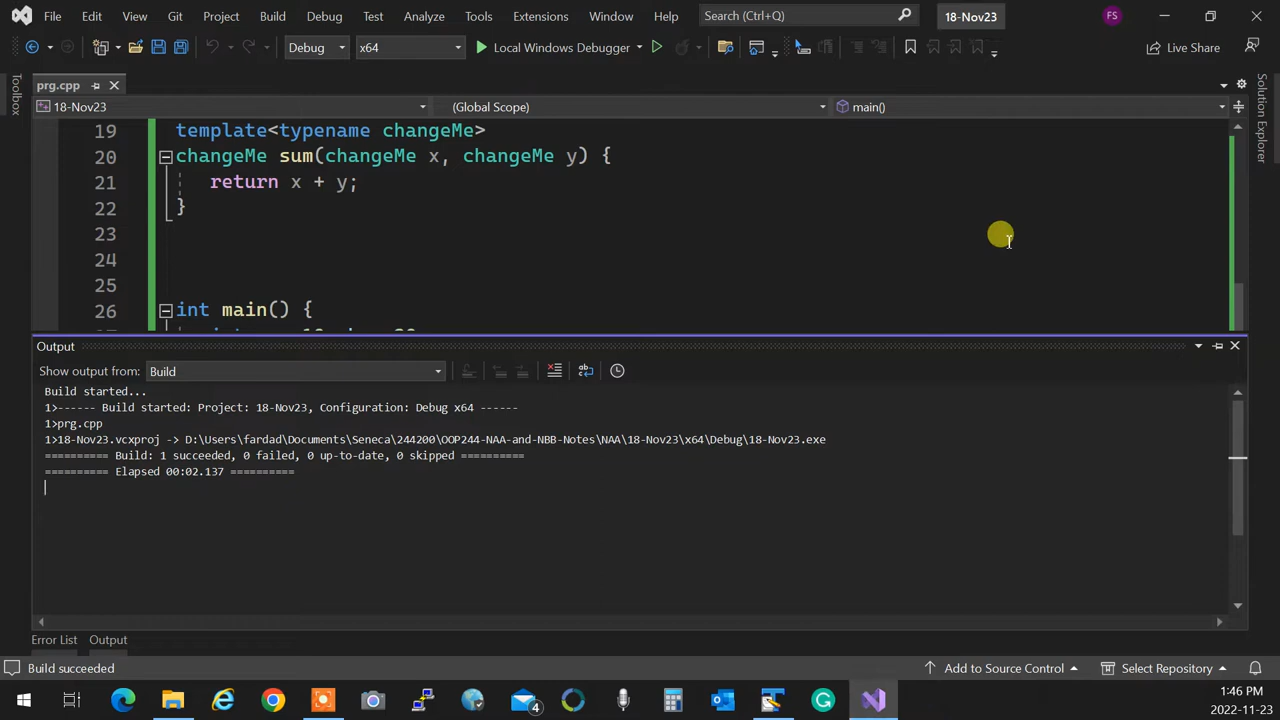 File Edit View Git Project Build Debug Test Analyze Tools Extensions Window Help Search (Ctrl+Q) 18-Nov23 FS
Debug x64 Local Windows Debugger Live Share
prg.cpp
18-Nov23 (Global Scope) main()
Toolbox
Solution Explorer
19 template<typename changeMe>
20 changeMe sum(changeMe x, changeMe y) {
21 return x + y;
22 }
23
24
25
26 int main() {
Output
Show output from: Build
Build started...
1>------ Build started: Project: 18-Nov23, Configuration: Debug x64 ------
1>prg.cpp
1>18-Nov23.vcxproj -> D:\Users\fardad\Documents\Seneca\244200\OOP244-NAA-and-NBB-Notes\NAA\18-Nov23\x64\Debug\18-Nov23.exe
========== Build: 1 succeeded, 0 failed, 0 up-to-date, 0 skipped ==========
========== Elapsed 00:02.137 ==========
Error List Output
Build succeeded Add to Source Control Select Repository
4
1:46 PM
2022-11-23